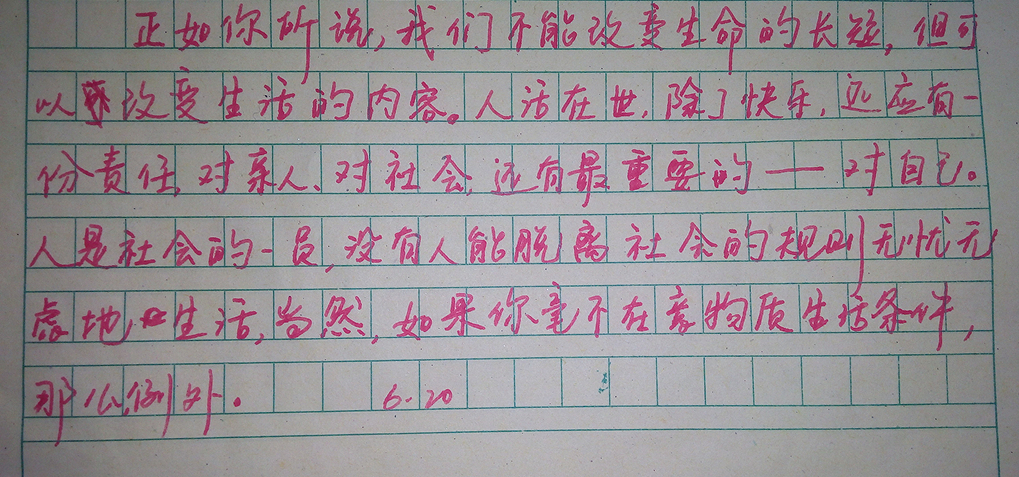 正如你所说，我们不能改变生命的长短，但可
以改变生活的内容。人活在世，除了快乐，还应有一
份责任，对亲人、对社会，还有最重要的——对自己。
人是社会的一员，没有人能脱离社会的规则无忧无
虑地生活，当然，如果你毫不在意物质生活条件，
那么例外。 6.20